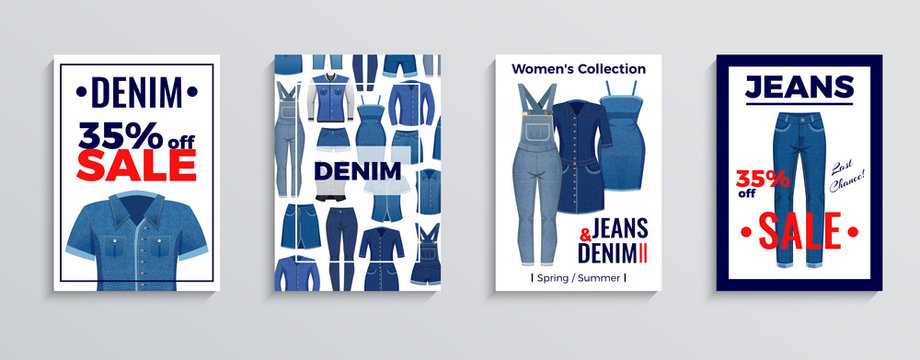 •DENIM•
35% off
SALE
DENIM
Women's Collection
&JEANS
DENIM||
| Spring / Summer |
JEANS
Last
Chance!
35%
off
•SALE•